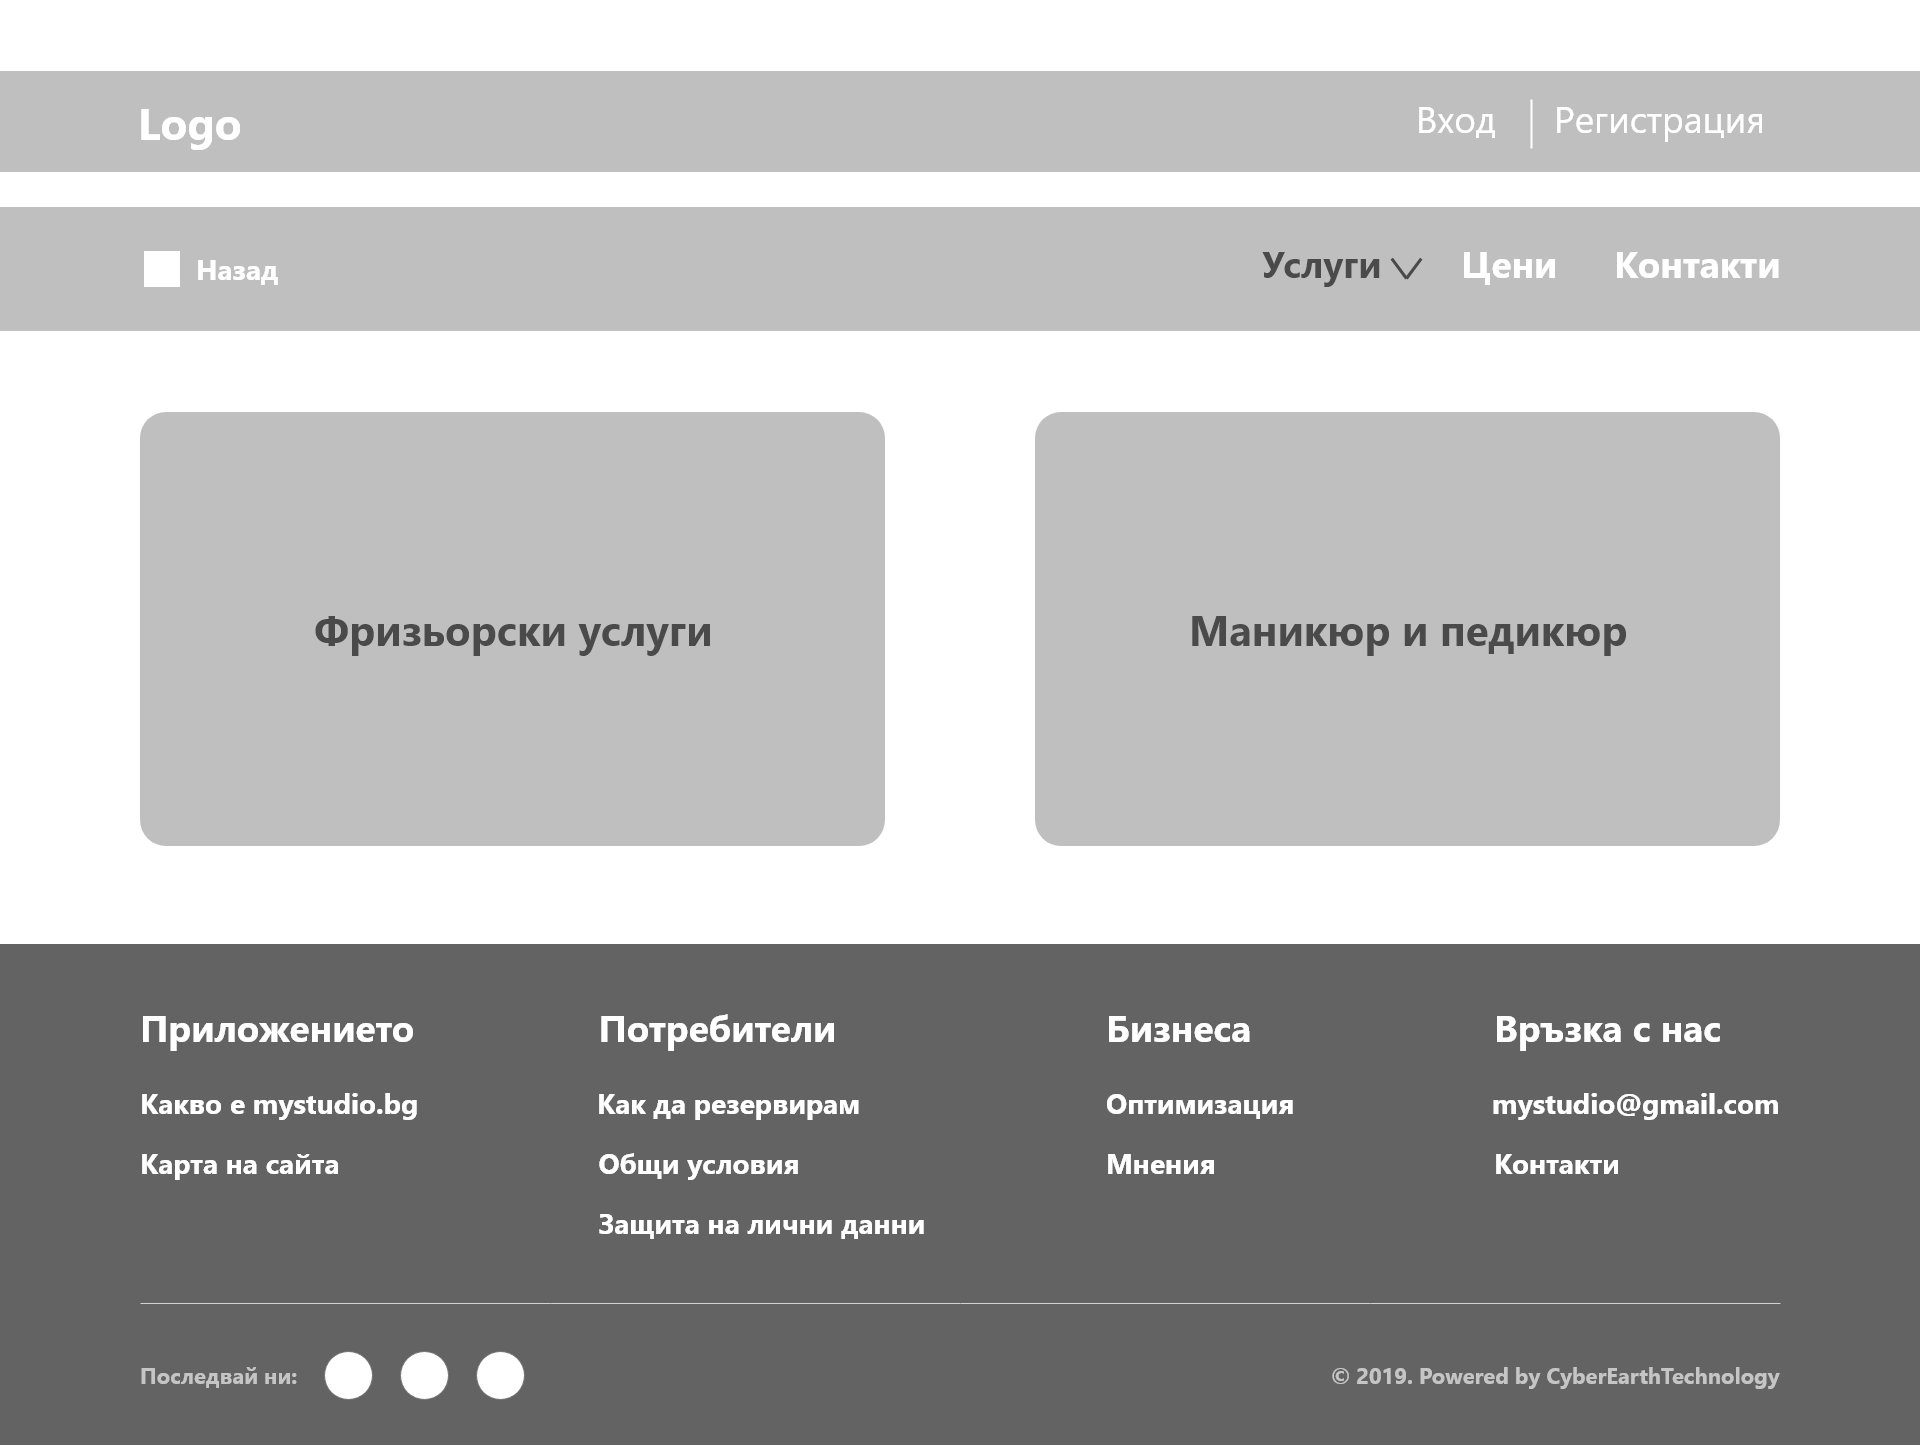 Logo
Вход
Регистрация
Назад
Услуги
Цени
Контакти
Фризьорски услуги
Маникюр и педикюр
Приложението
Какво е mystudio.bg
Карта на сайта
Потребители
Как да резервирам
Общи условия
Защита на лични данни
Бизнеса
Оптимизация
Мнения
Връзка с нас
mystudio@gmail.com
Контакти
Последвай ни:
© 2019. Powered by CyberEarthTechnology